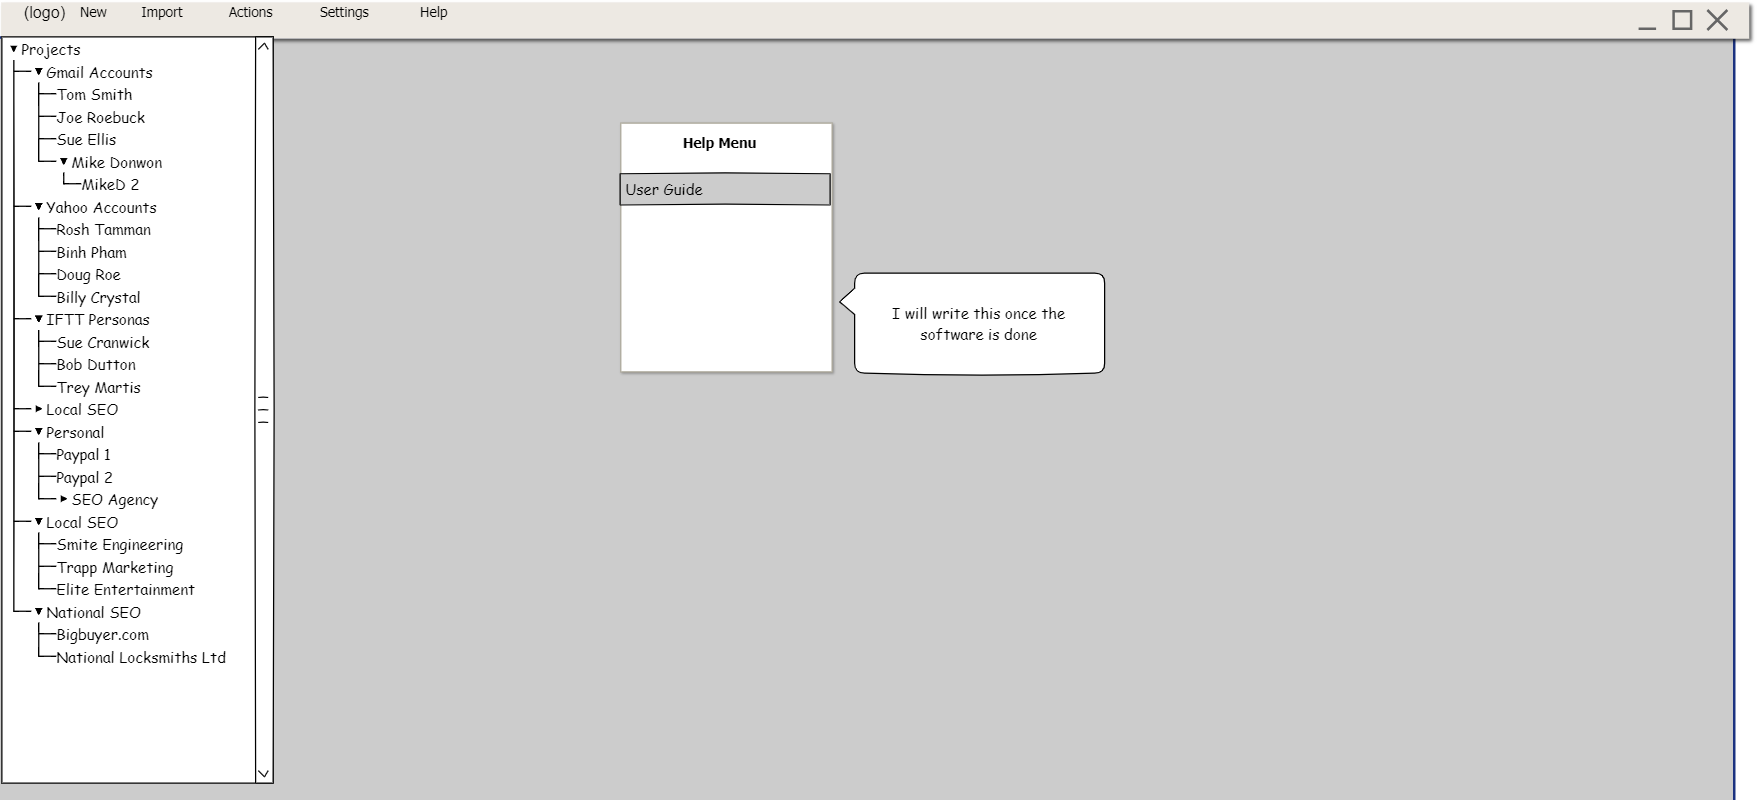 (logo) New Import Actions Settings Help
Projects
Gmail Accounts
Tom Smith
Joe Roebuck
Sue Ellis
Mike Donwon
MikeD 2
Yahoo Accounts
Rosh Tamman
Binh Pham
Doug Roe
Billy Crystal
IFTT Personas
Sue Cranwick
Bob Dutton
Trey Martis
Local SEO
Personal
Paypal 1
Paypal 2
SEO Agency
Local SEO
Smite Engineering
Trapp Marketing
Elite Entertainment
National SEO
Bigbuyer.com
National Locksmiths Ltd
Help Menu
User Guide
I will write this once the
software is done